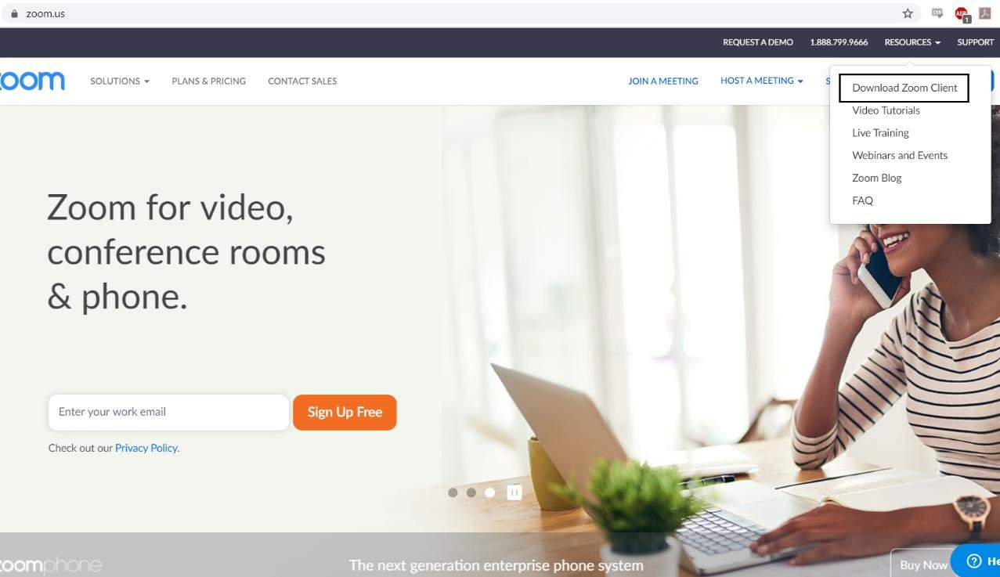 zoom.us
ABP
1
REQUEST A DEMO 1.888.799.9666 RESOURCES SUPPORT
zoom SOLUTIONS PLANS & PRICING CONTACT SALES JOIN A MEETING HOST A MEETING
Download Zoom Client
Video Tutorials
Live Training
Webinars and Events
Zoom Blog
FAQ
Zoom for video,
conference rooms
& phone.
Enter your work email
Sign Up Free
Check out our Privacy Policy.
zoomphone The next generation enterprise phone system Buy Now